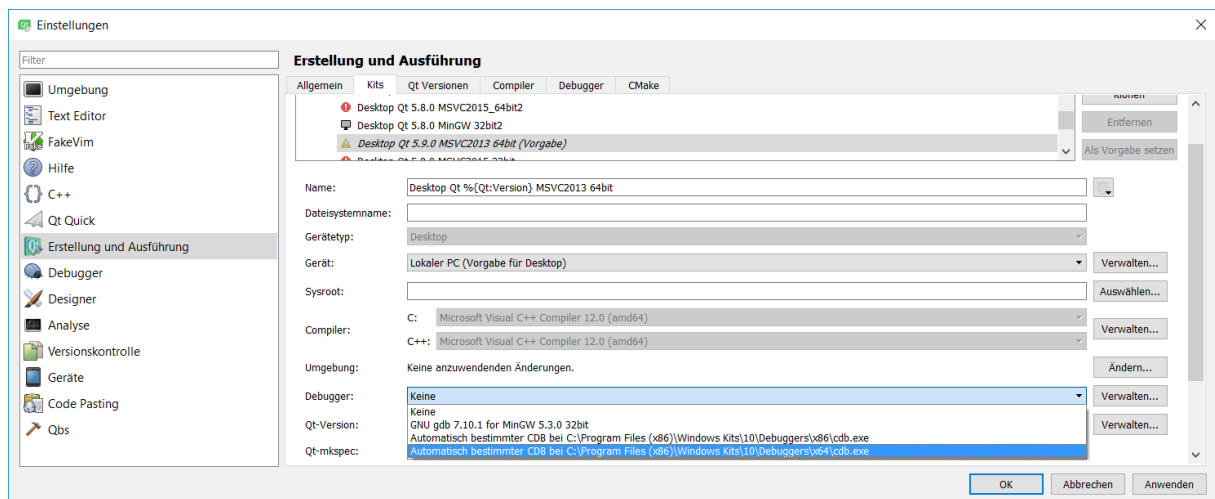 Einstellungen
Filter
Umgebung
Text Editor
FakeVim
Hilfe
C++
Qt Quick
Erstellung und Ausführung
Debugger
Designer
Analyse
Versionskontrolle
Geräte
Code Pasting
Qbs
Erstellung und Ausführung
Allgemein Kits Qt Versionen Compiler Debugger CMake
Desktop Qt 5.8.0 MSVC2015_64bit2
Desktop Qt 5.8.0 MinGW 32bit2
Desktop Qt 5.9.0 MSVC2013 64bit (Vorgabe)
Klonen
Entfernen
Als Vorgabe setzen
Name: Desktop Qt %{Qt:Version} MSVC2013 64bit
Dateisystemname:
Gerätetyp: Desktop
Gerät: Lokaler PC (Vorgabe für Desktop) Verwalten...
Sysroot: Auswählen...
Compiler: C: Microsoft Visual C++ Compiler 12.0 (amd64)
C++: Microsoft Visual C++ Compiler 12.0 (amd64) Verwalten...
Umgebung: Keine anzuwendenden Änderungen. Ändern...
Debugger: Keine Verwalten...
Keine
Qt-Version: GNU gdb 7.10.1 for MinGW 5.3.0 32bit Verwalten...
Automatisch bestimmter CDB bei C:\Program Files (x86)\Windows Kits\10\Debuggers\x86\cdb.exe
Qt-mkspec: Automatisch bestimmter CDB bei C:\Program Files (x86)\Windows Kits\10\Debuggers\x64\cdb.exe
OK Abbrechen Anwenden